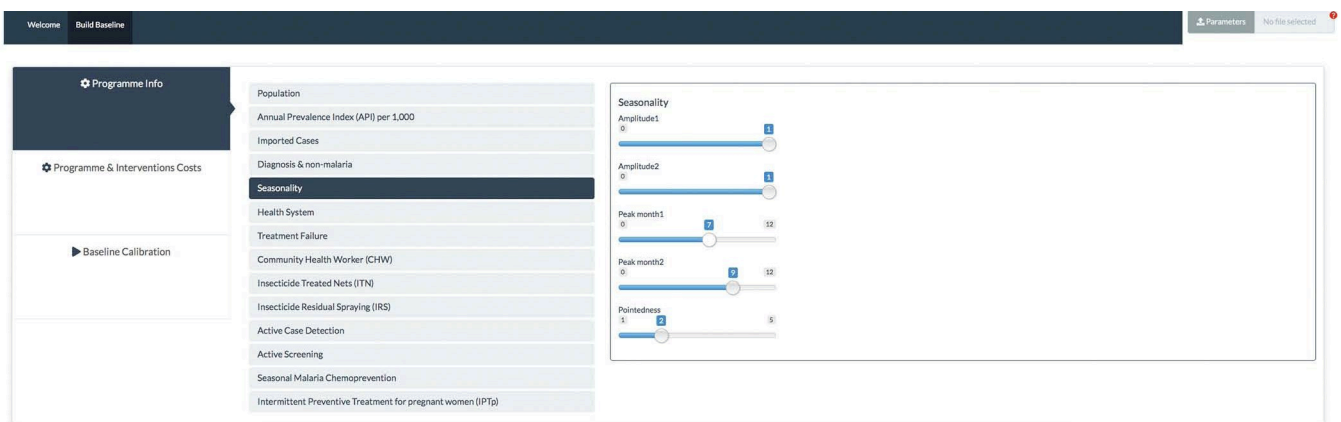 Welcome Build Baseline
Parameters No file selected ?
Programme Info
Programme & Interventions Costs
Baseline Calibration
Population
Annual Prevalence Index (API) per 1,000
Imported Cases
Diagnosis & non-malaria
Seasonality
Health System
Treatment Failure
Community Health Worker (CHW)
Insecticide Treated Nets (ITN)
Insecticide Residual Spraying (IRS)
Active Case Detection
Active Screening
Seasonal Malaria Chemoprevention
Intermittent Preventive Treatment for pregnant women (IPTp)
Seasonality
Amplitude1
0 1
Amplitude2
0 1
Peak month1
0 7 12
Peak month2
0 9 12
Pointedness
1 2 5